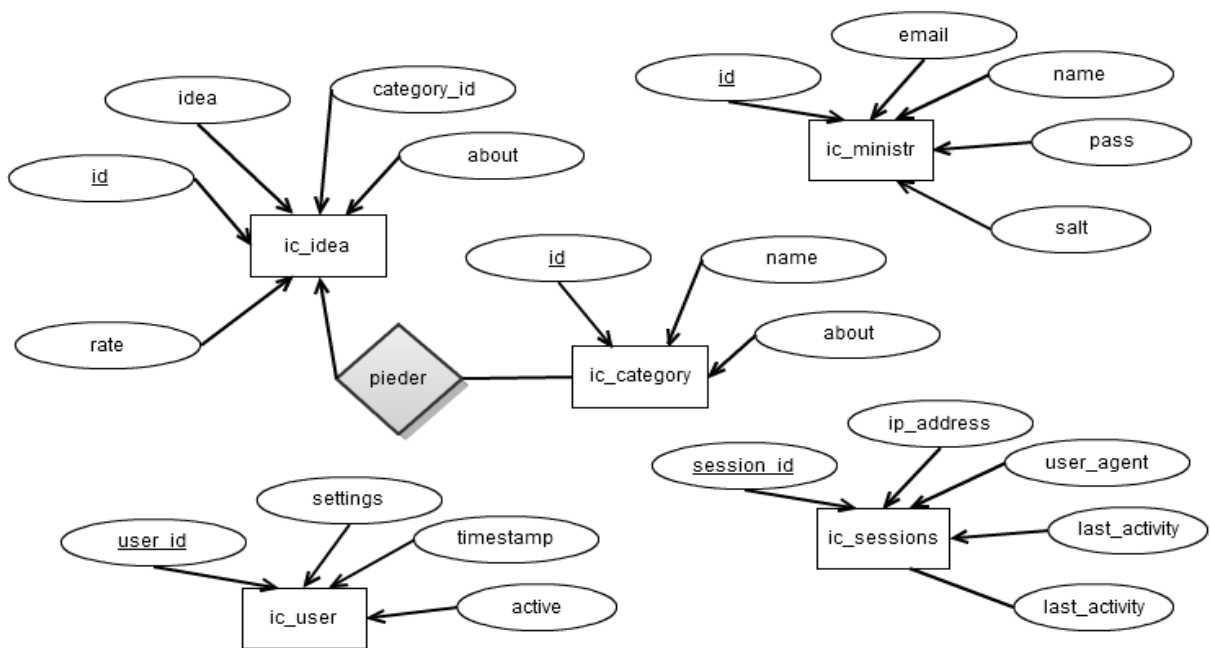 email
id
name
category_id
idea
about
pass
id
ic_ministr
salt
ic_idea
id
name
rate
about
pieder
ic_category
ip_address
session_id
user_agent
settings
last_activity
user_id
timestamp
ic_sessions
active
last_activity
ic_user